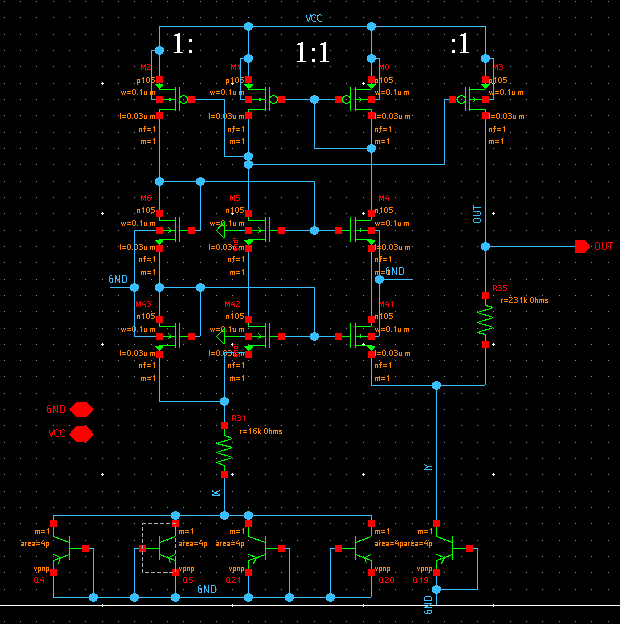 VCC
1:
1:1
:1
M2
M1
M0
M3
p105
p105
p105
p105
w=0.1u m
w=0.1u m
w=0.1u m
w=0.1u m
l=0.03u m
l=0.03u m
l=0.03u m
l=0.03u m
nf=1
nf=1
nf=1
nf=1
m=1
m=1
m=1
m=1
M6
M5
M4
n105
n105
n105
w=0.1u m
w=0.1u m
w=0.1u m
OUT
OUT
l=0.03u m
l=0.03u m
l=0.03u m
nf=1
nf=1
nf=1
m=1
m=1
m=1
GND
GND
R35
r=231k Ohms
M43
M42
M41
n105
n105
n105
w=0.1u m
w=0.1u m
w=0.1u m
l=0.03u m
l=0.03u m
l=0.03u m
nf=1
nf=1
nf=1
m=1
m=1
m=1
GND
VCC
R31
r=16k Ohms
X
Y
m=1
m=1
m=1
m=1
m=1
area=4p
area=4p
area=4p
area=4p
area=4p
vpnp
vpnp
vpnp
vpnp
vpnp
Q4
Q5
Q21
Q20
Q19
GND
GND